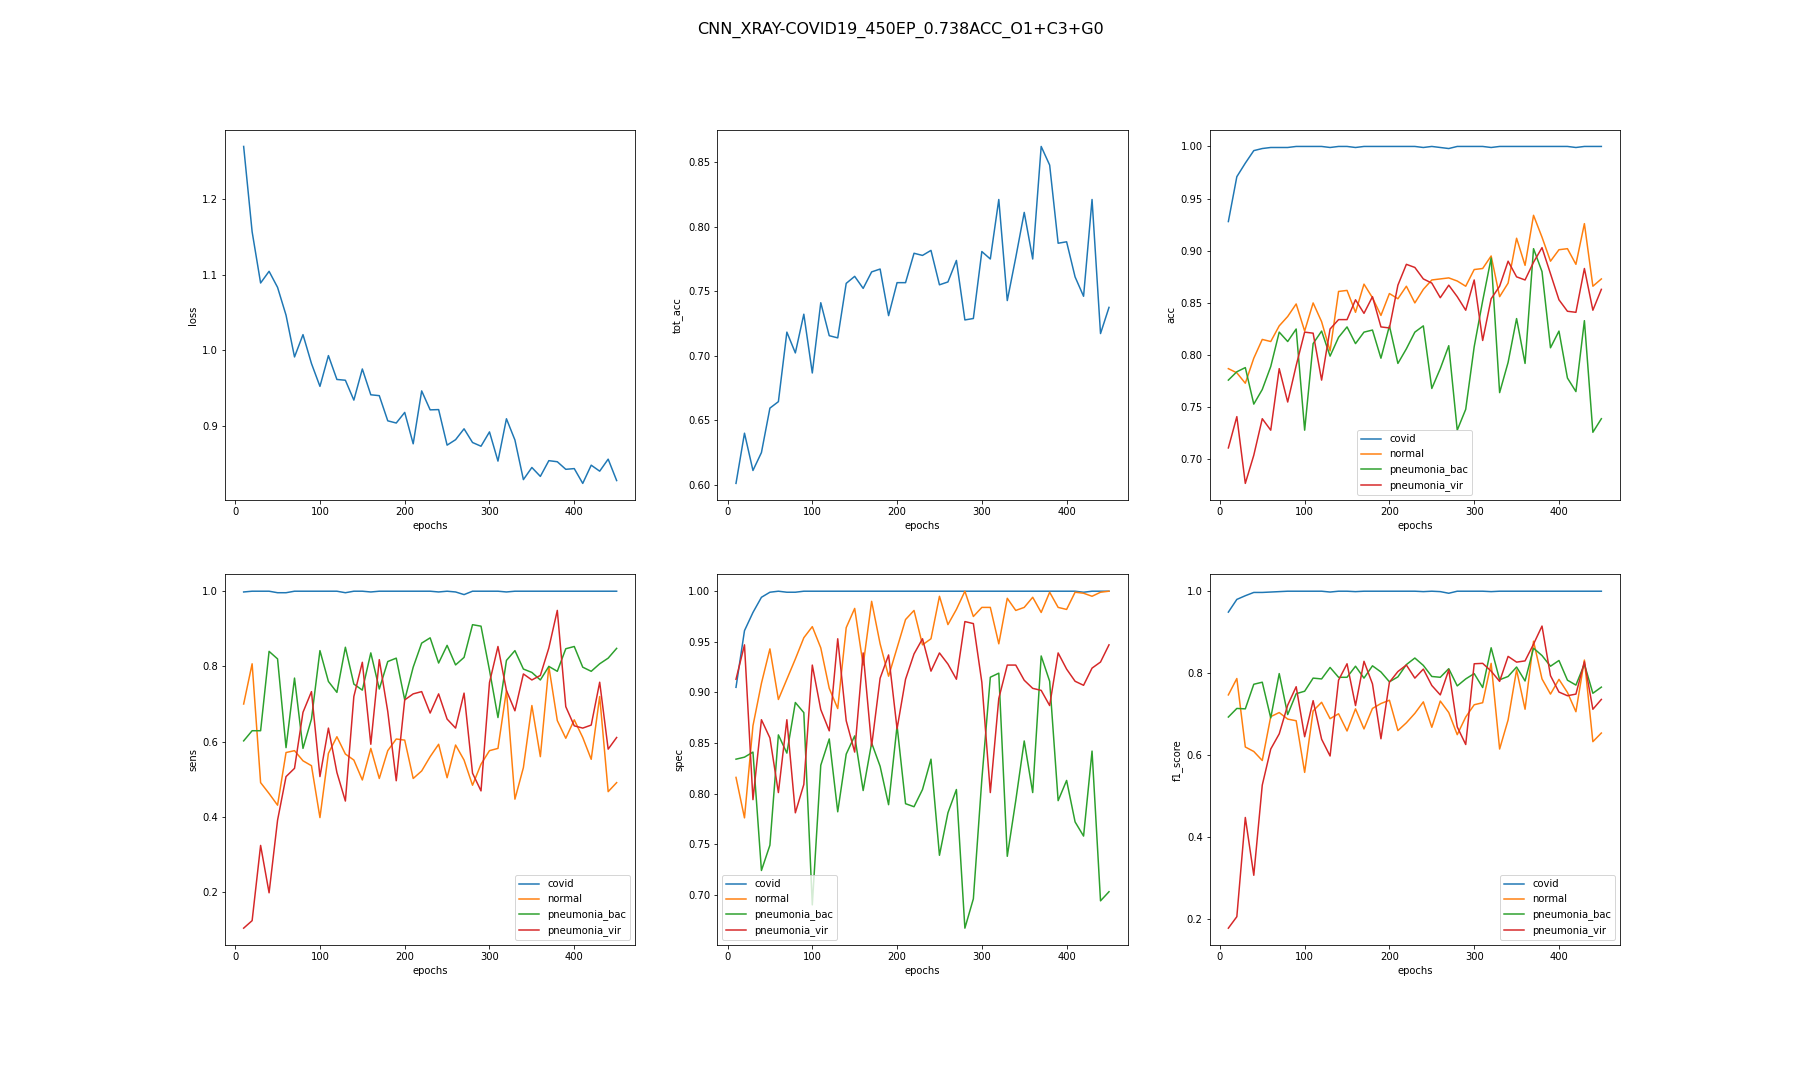 CNN_XRAY-COVID19_450EP_0.738ACC_O1+C3+G0
1.2
1.1
1.0
0.9
loss
0 100 200 300 400
epochs
0.85
0.80
0.75
0.70
0.65
0.60
tot_acc
0 100 200 300 400
epochs
1.00
0.95
0.90
0.85
0.80
0.75
0.70
acc
covid
normal
pneumonia_bac
pneumonia_vir
0 100 200 300 400
epochs
1.0
0.8
0.6
0.4
0.2
sens
covid
normal
pneumonia_bac
pneumonia_vir
0 100 200 300 400
epochs
1.00
0.95
0.90
0.85
0.80
0.75
0.70
spec
covid
normal
pneumonia_bac
pneumonia_vir
0 100 200 300 400
epochs
1.0
0.8
0.6
0.4
0.2
f1_score
covid
normal
pneumonia_bac
pneumonia_vir
0 100 200 300 400
epochs